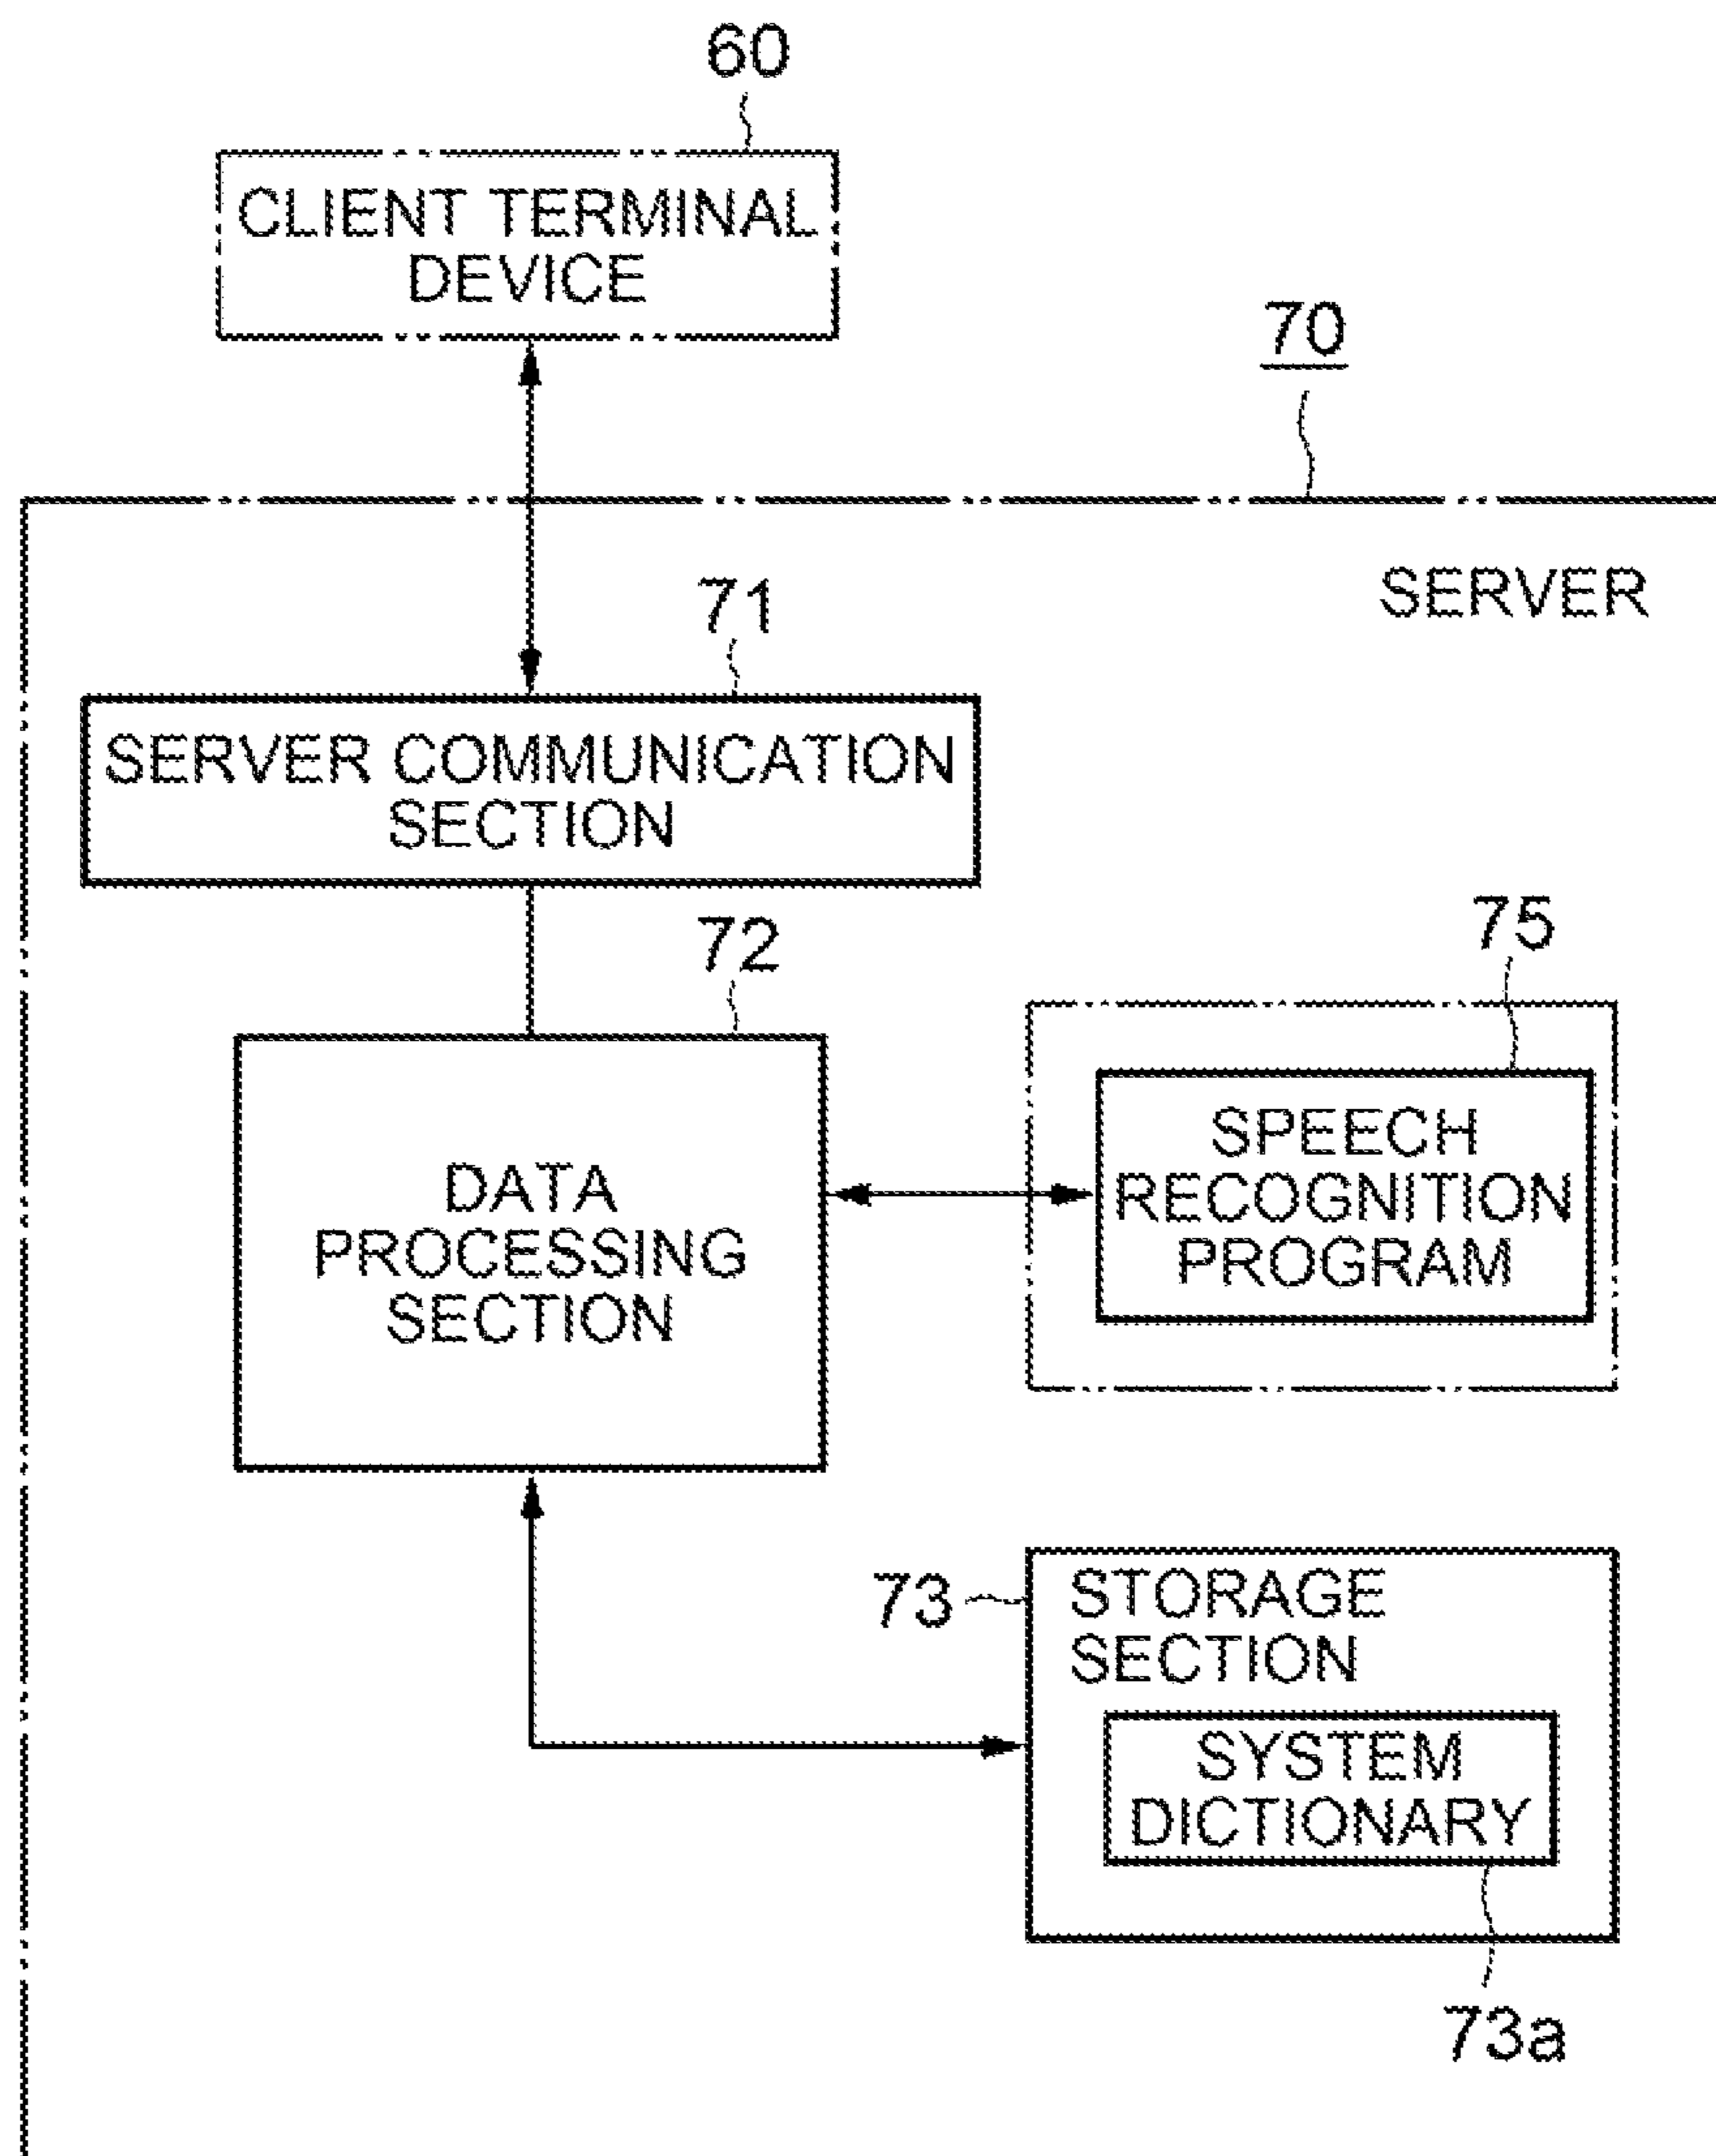 60
CLIENT TERMINAL
DEVICE
70
SERVER
71
SERVER COMMUNICATION
SECTION
72
75
DATA
PROCESSING
SECTION
SPEECH
RECOGNITION
PROGRAM
73
STORAGE
SECTION
SYSTEM
DICTIONARY
73a